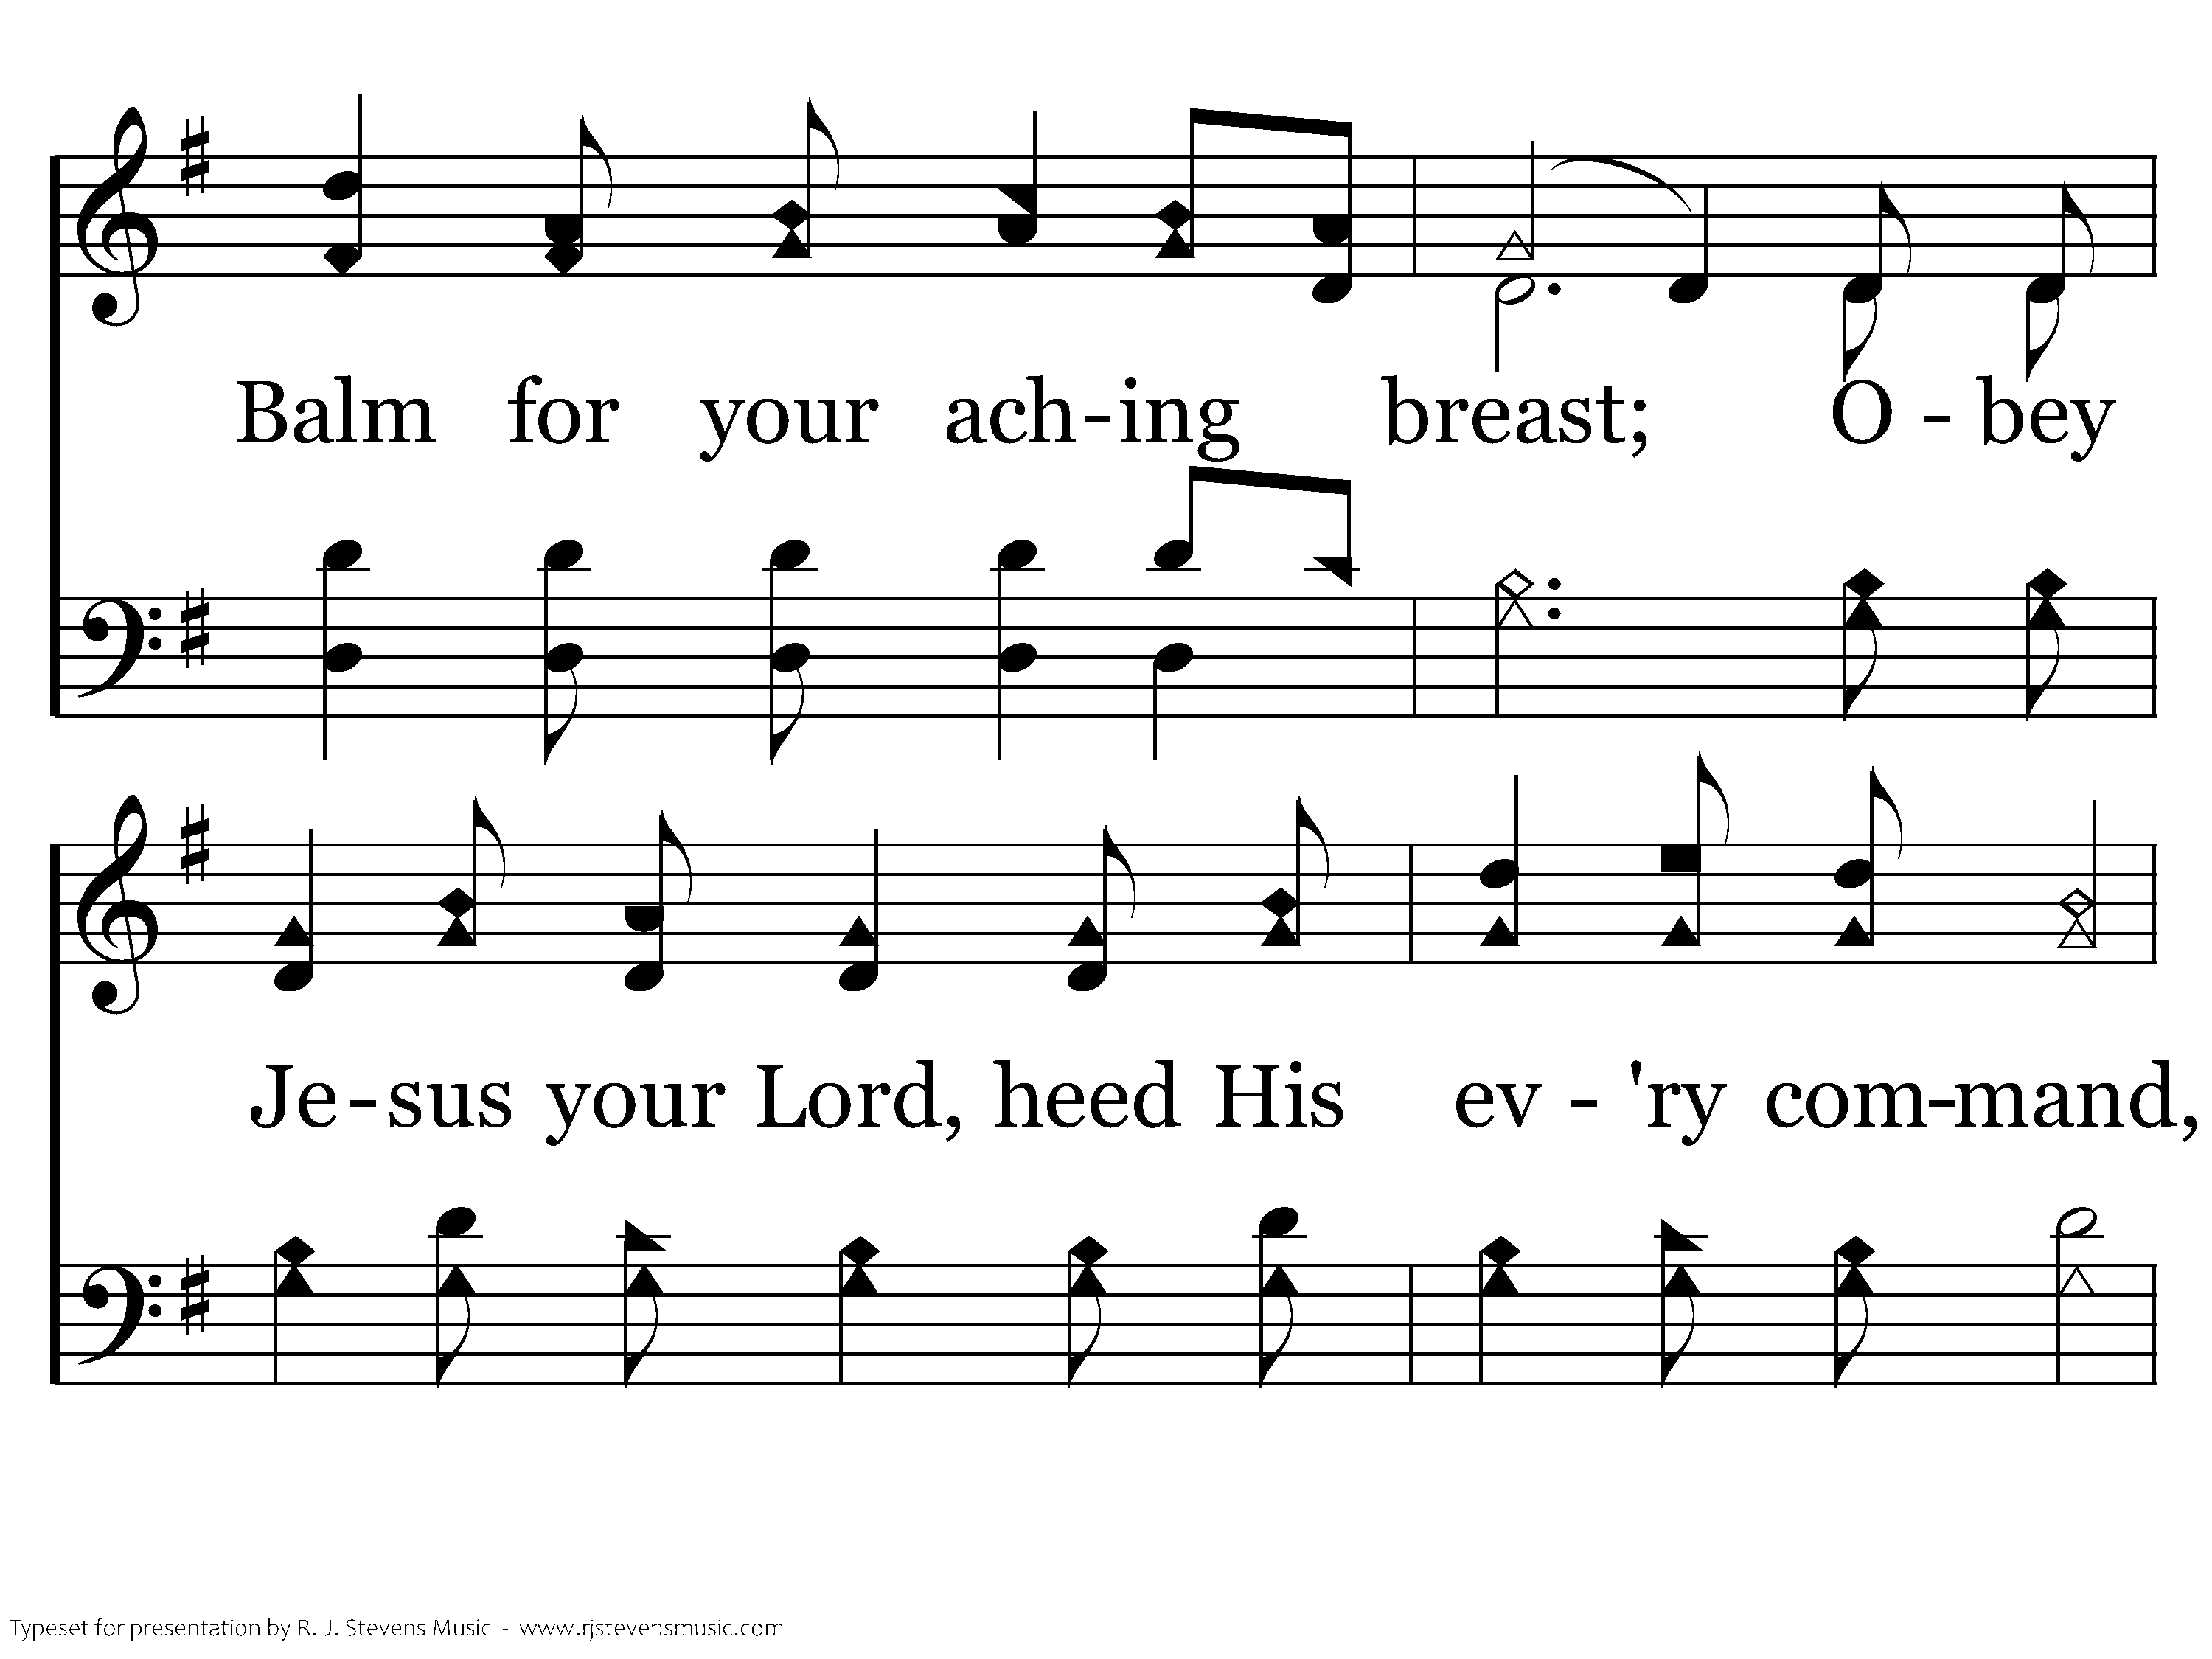 Balm for your ach-ing breast; O - bey
Je-sus your Lord, heed His ev - 'ry com-mand,
Typeset for presentation by R. J. Stevens Music - www.rjstevensmusic.com